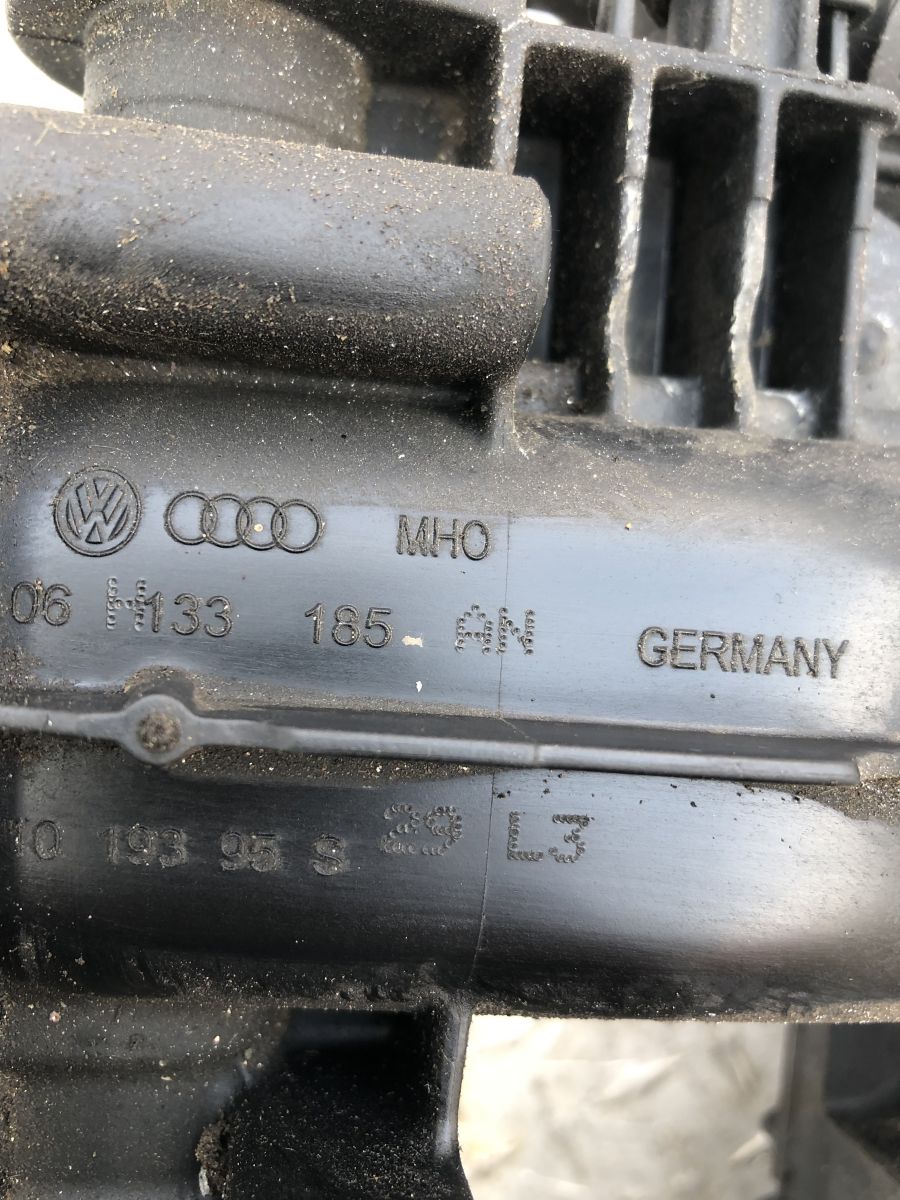 MHO
06 H133 185 AN GERMANY
10 193 95 S 29 L3